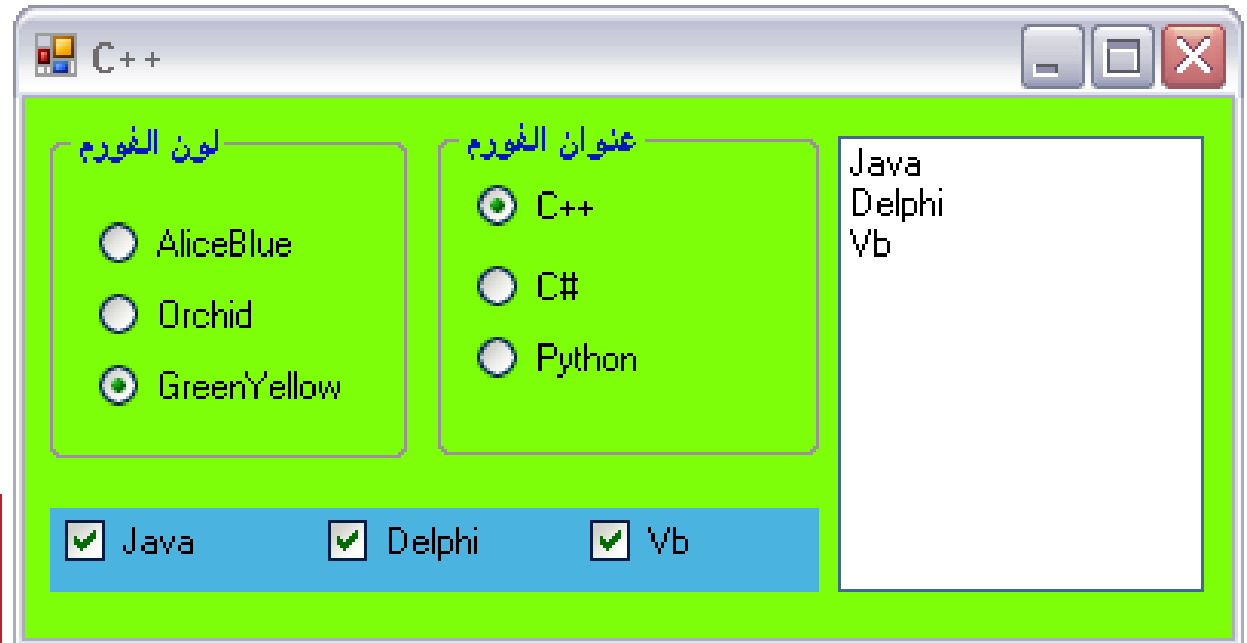 C++
لون الفورم
AliceBlue
Orchid
GreenYellow
عنوان الفورم
C++
C#
Python
Java
Delphi
Vb
Java
Delphi
Vb